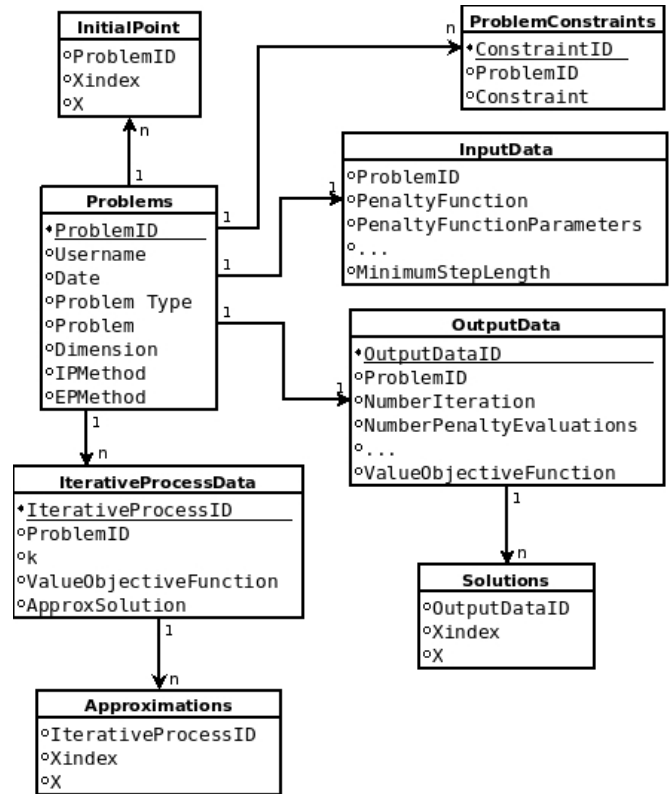 InitialPoint
ProblemID
Xindex
X
n
1
ProblemConstraints
ConstraintID
ProblemID
Constraint
n
InputData
ProblemID
PenaltyFunction
PenaltyFunctionParameters
...
MinimumStepLength
1
Problems
ProblemID
Username
Date
Problem Type
Problem
Dimension
IPMethod
EPMethod
1
1
1
OutputData
OutputDataID
ProblemID
NumberIteration
NumberPenaltyEvaluations
...
ValueObjectiveFunction
1
1
n
IterativeProcessData
IterativeProcessID
ProblemID
k
ValueObjectiveFunction
ApproxSolution
1
n
Solutions
OutputDataID
Xindex
X
1
n
Approximations
IterativeProcessID
Xindex
X